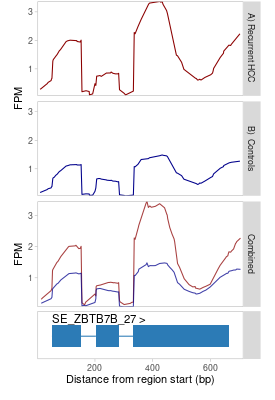 3
2
1
A) Recurrent HCC
FPM
3
2
1
B) Controls
3
2
1
Combined
FPM
SE_ZBTB7B_27 >
200 400 600
Distance from region start (bp)